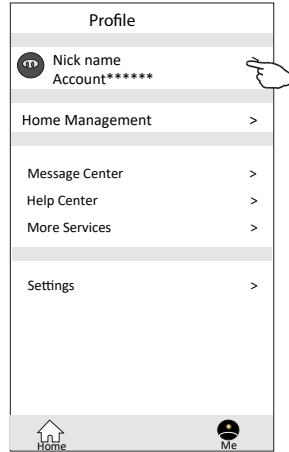 Profile
Nick name
Account******
Home Management >
Message Center >
Help Center >
More Services >
Settings >
Home
Me